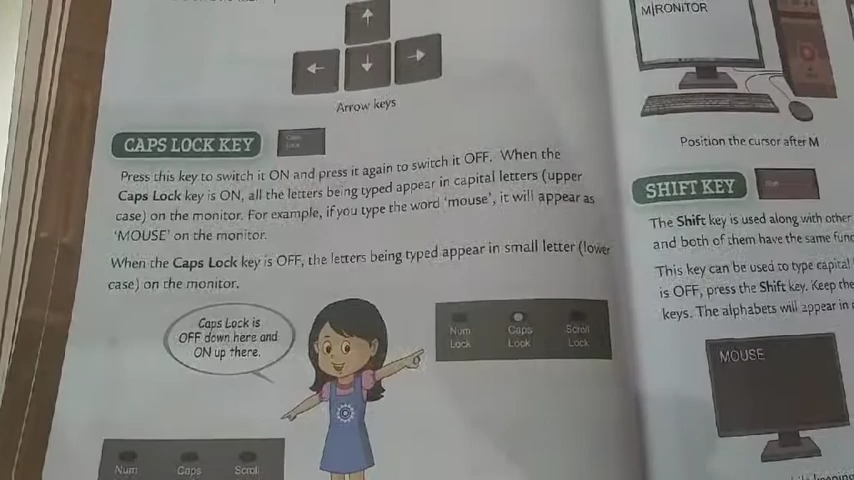 Arrow keys
CAPS LOCK KEY
Caps
Lock
Press this key to switch it ON and press it again to switch it OFF. When the
Caps Lock key is ON, all the letters being typed appear in capital letters (upper
case) on the monitor. For example, if you type the word 'mouse', it will appear as
'MOUSE' on the monitor.
When the Caps Lock key is OFF, the letters being typed appear in small letter (lower
case) on the monitor.
Caps Lock is
OFF down here and
ON up there.
Num
Lock
Caps
Lock
Scroll
Lock
Num
Caps
Scroll
M|RONITOR
Position the cursor after M
SHIFT KEY
The Shift key is used along with other
and both of them have the same
This key can be used to type capital
is OFF, press the Shift key. Keep the
keys. The alphabets will appear in
MOUSE